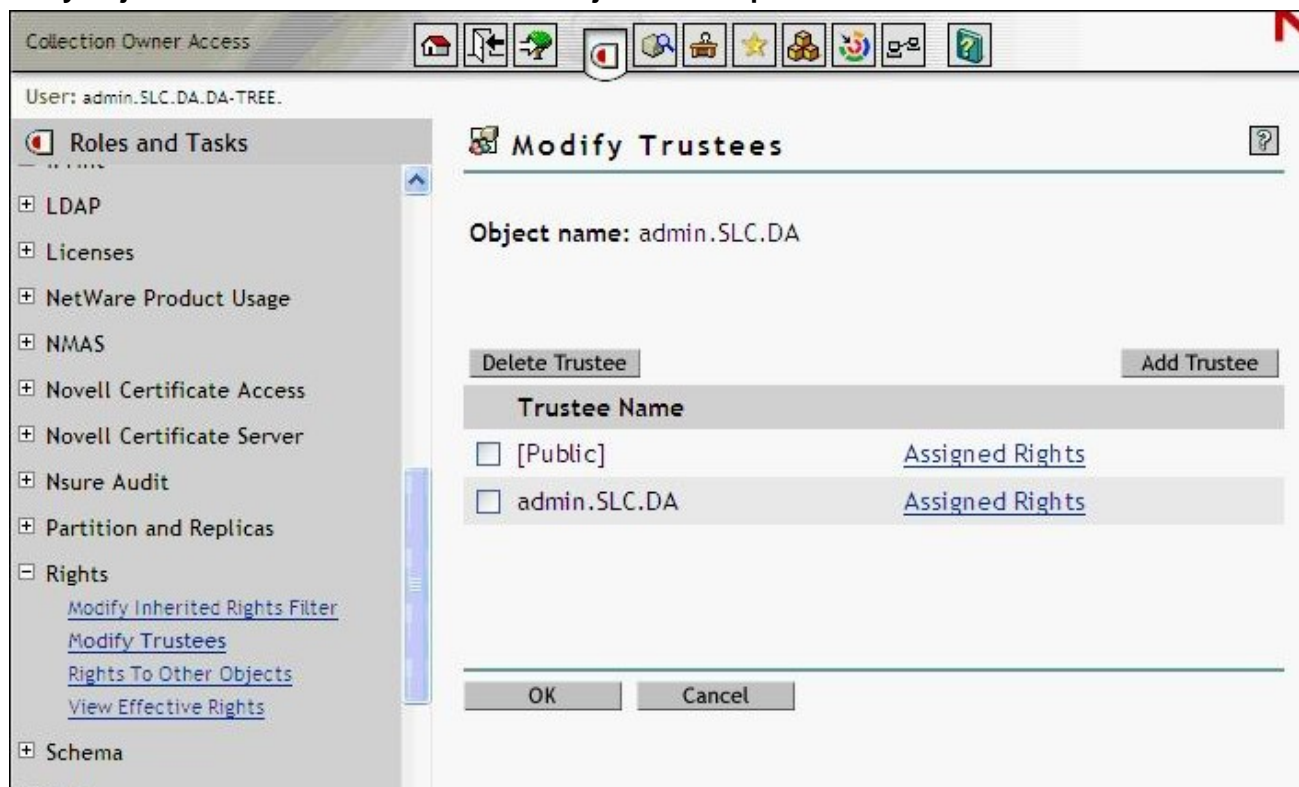 Collection Owner Access
N
User: admin.SLC.DA.DA-TREE.
Roles and Tasks
LDAP
Licenses
NetWare Product Usage
NMAS
Novell Certificate Access
Novell Certificate Server
Nsure Audit
Partition and Replicas
Rights
Modify Inherited Rights Filter
Modify Trustees
Rights To Other Objects
View Effective Rights
Schema
Modify Trustees
?
Object name: admin.SLC.DA
Delete Trustee
Add Trustee
Trustee Name
[Public] Assigned Rights
admin.SLC.DA Assigned Rights
OK Cancel